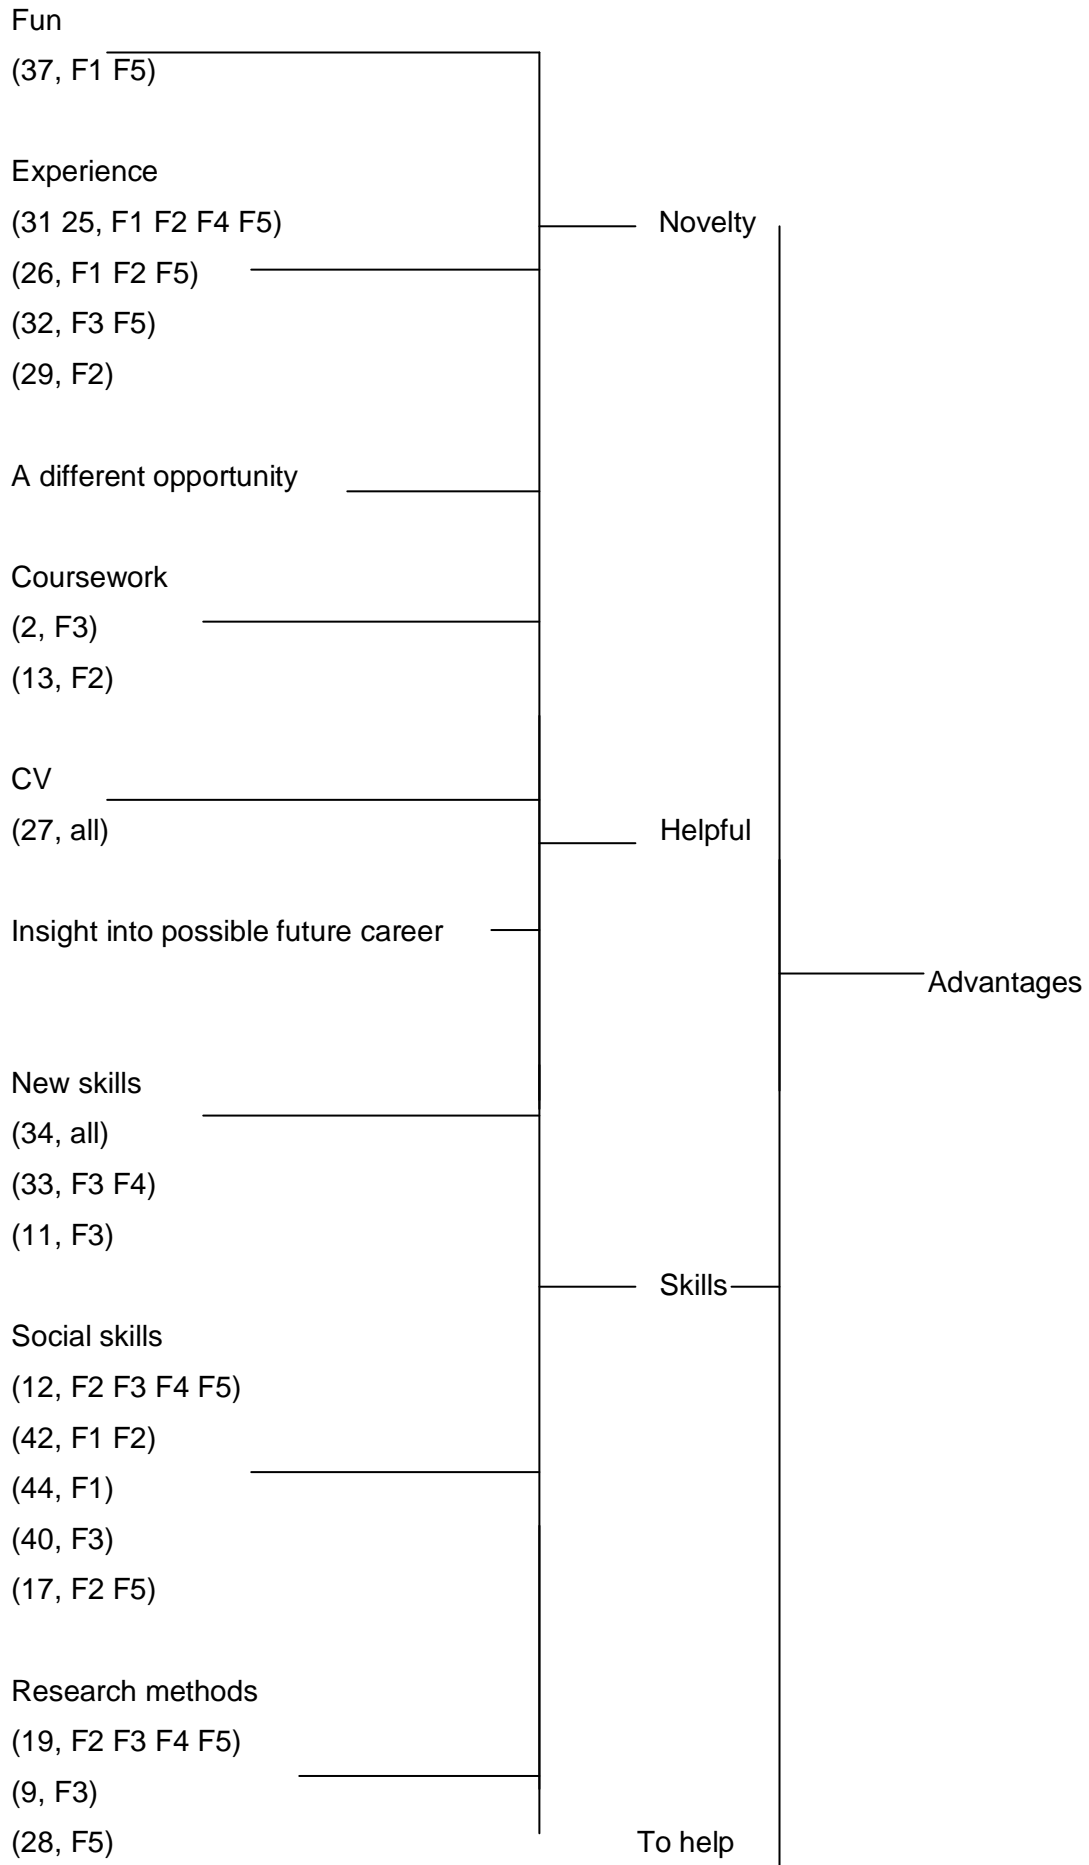 Fun
(37, F1 F5)
Experience
(31 25, F1 F2 F4 F5)
Novelty
(26, F1 F2 F5)
(32, F3 F5)
(29, F2)
A different opportunity
Coursework
(2, F3)
(13, F2)
CV
(27, all)
Helpful
Insight into possible future career
Advantages
New skills
(34, all)
(33, F3 F4)
(11, F3)
Skills
Social skills
(12, F2 F3 F4 F5)
(42, F1 F2)
(44, F1)
(40, F3)
(17, F2 F5)
Research methods
(19, F2 F3 F4 F5)
(9, F3)
(28, F5)
To help